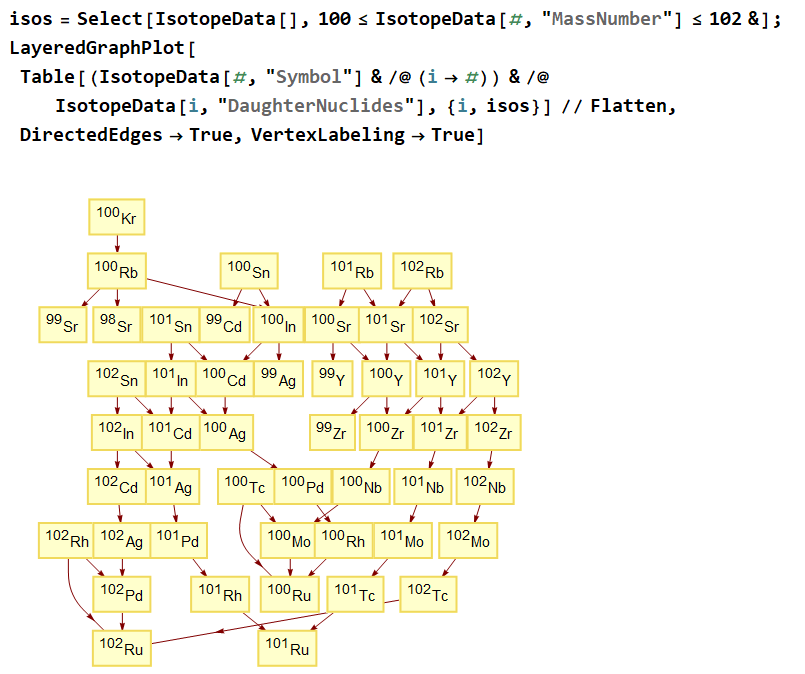 isos = Select[IsotopeData[], 100 ≤ IsotopeData[#, "MassNumber"] ≤ 102 &];
LayeredGraphPlot[
Table[(IsotopeData[#, "Symbol"] & /@ (i → #)) & /@
IsotopeData[i, "DaughterNuclides"], {i, isos}] // Flatten,
DirectedEdges → True, VertexLabeling → True]
¹⁰⁰Kr
¹⁰⁰Rb ¹⁰⁰Sn ¹⁰¹Rb ¹⁰²Rb
⁹⁹Sr ⁹⁸Sr ¹⁰¹Sn ⁹⁹Cd ¹⁰⁰In ¹⁰⁰Sr ¹⁰¹Sr ¹⁰²Sr
¹⁰²Sn ¹⁰¹In ¹⁰⁰Cd ⁹⁹Ag ⁹⁹Y ¹⁰⁰Y ¹⁰¹Y ¹⁰²Y
¹⁰²In ¹⁰¹Cd ¹⁰⁰Ag ⁹⁹Zr ¹⁰⁰Zr ¹⁰¹Zr ¹⁰²Zr
¹⁰²Cd ¹⁰¹Ag ¹⁰⁰Tc ¹⁰⁰Pd ¹⁰⁰Nb ¹⁰¹Nb ¹⁰²Nb
¹⁰²Rh ¹⁰²Ag ¹⁰¹Pd ¹⁰⁰Mo ¹⁰⁰Rh ¹⁰¹Mo ¹⁰²Mo
¹⁰²Pd ¹⁰¹Rh ¹⁰⁰Ru ¹⁰¹Tc ¹⁰²Tc
¹⁰²Ru ¹⁰¹Ru